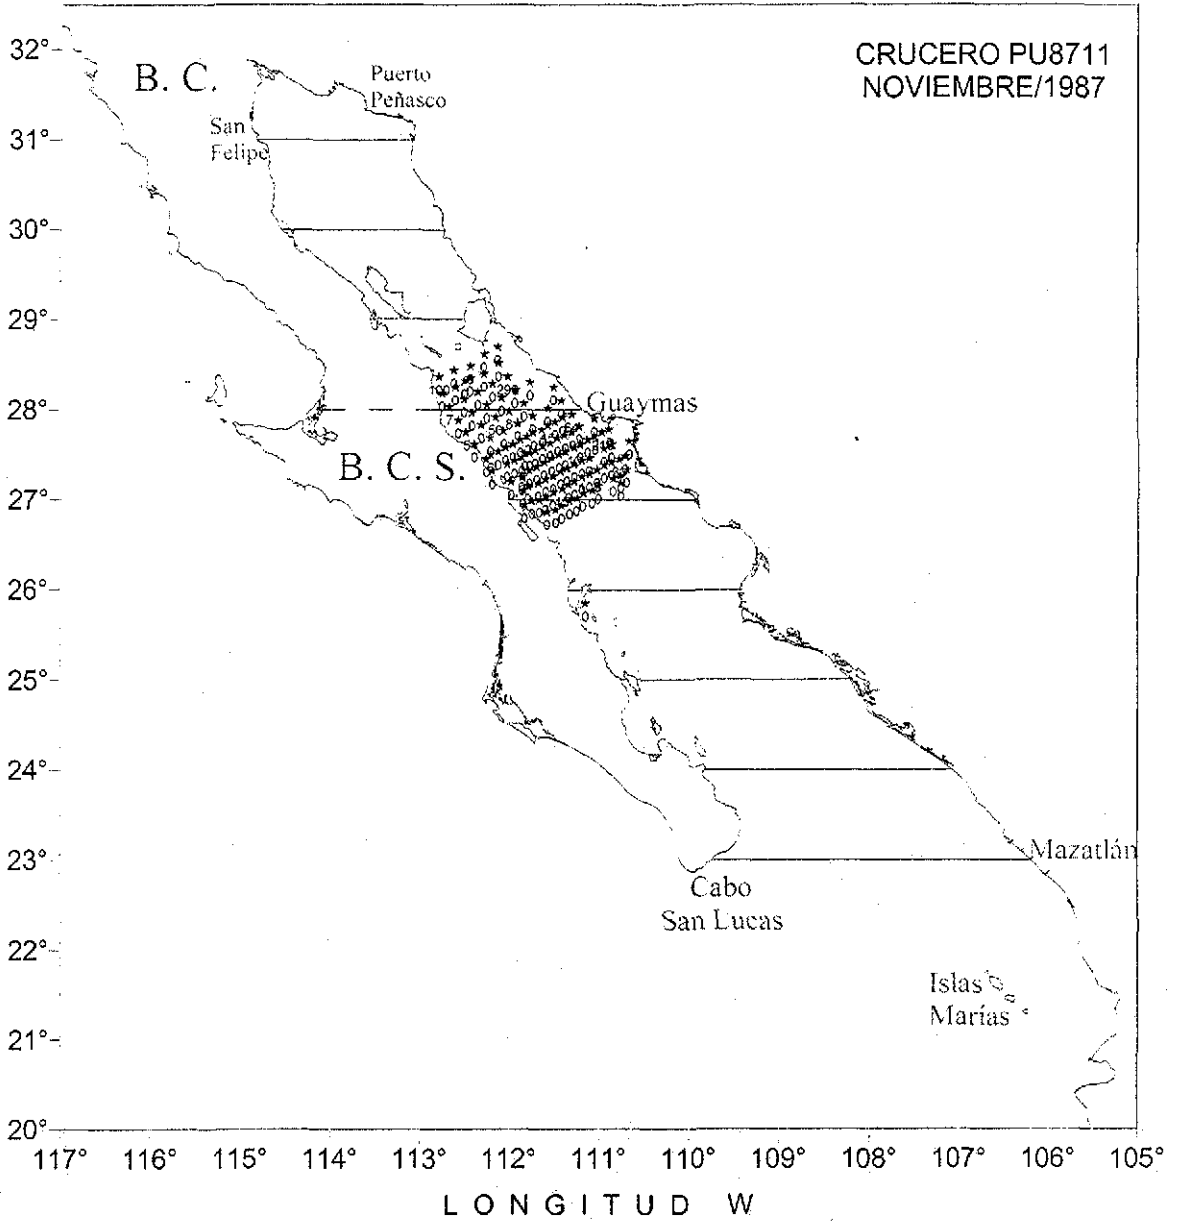 CRUCERO PU8711
NOVIEMBRE/1987
32°
B. C.
Puerto
Peñasco
San
Felipe
31°
30°
29°
28°
Guaymas
B. C. S.
27°
26°
25°
24°
23°
Mazatlán
Cabo
San Lucas
22°
Islas
Marías
21°
20°
117° 116° 115° 114° 113° 112° 111° 110° 109° 108° 107° 106° 105°
LONGITUD W